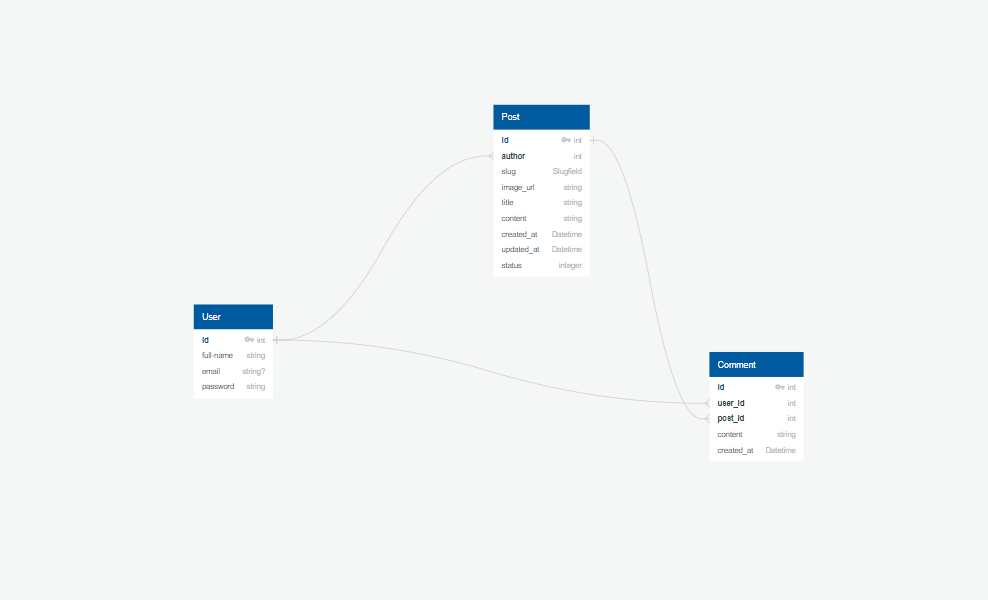 Post
id int
author int
slug Slugfield
image_url string
title string
content string
created_at Datetime
updated_at Datetime
status integer
User
id int
full-name string
email string?
password string
Comment
id int
user_id int
post_id int
content string
created_at Datetime